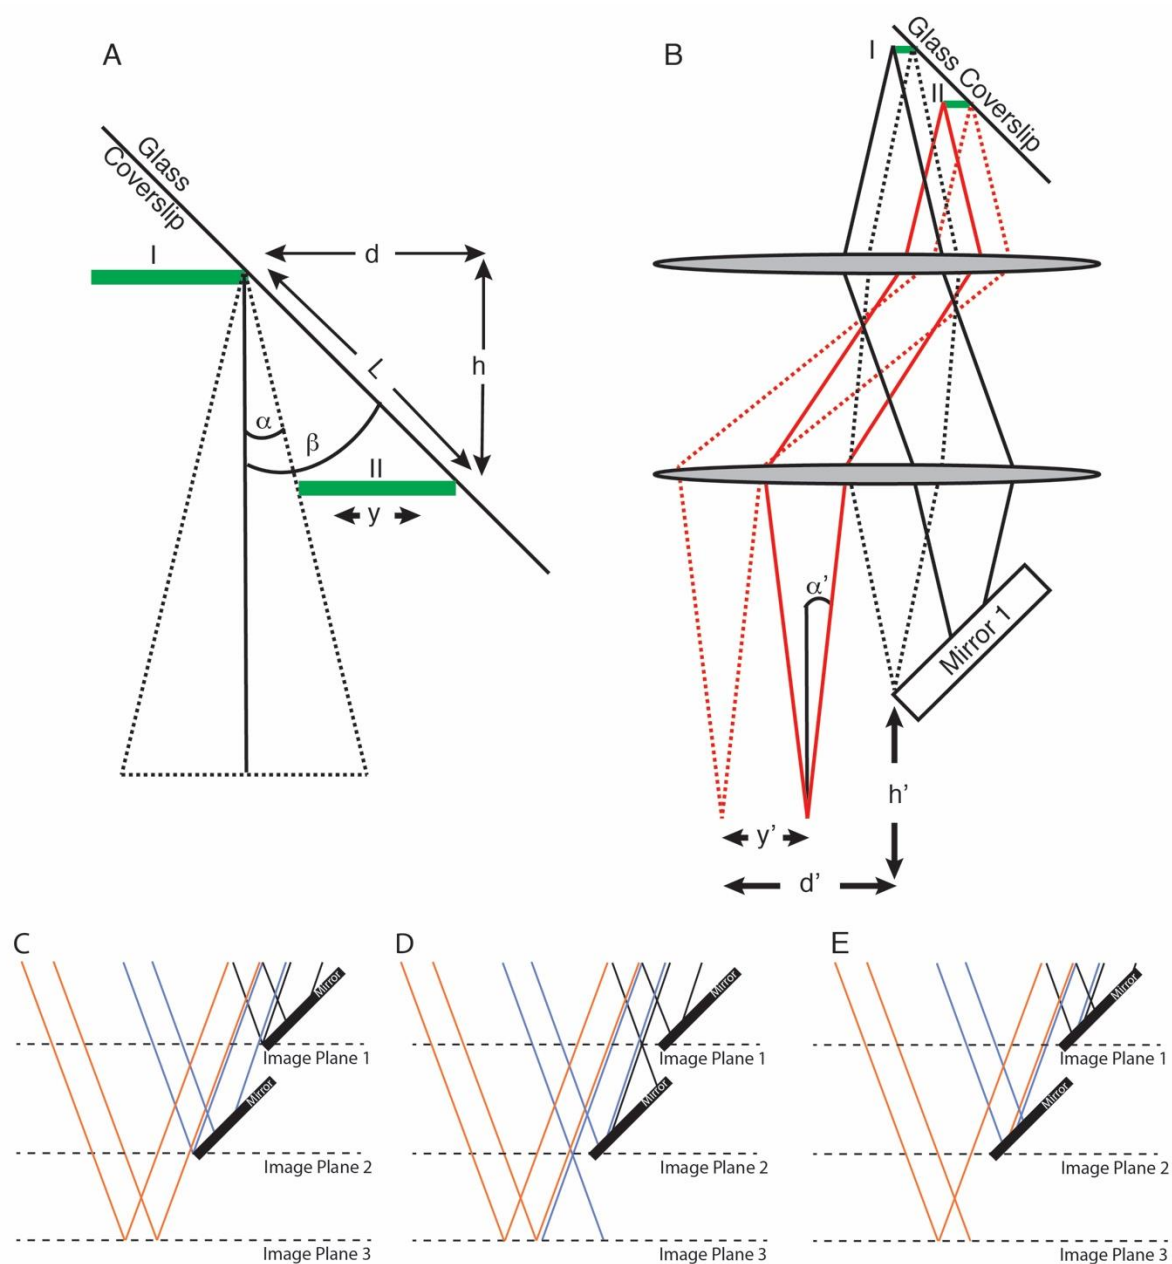 A
Glass
Coverslip
I
d
h
L
α
β
II
y
B
I
Glass Coverslip
II
α'
Mirror 1
h'
y'
d'
C
Mirror
Image Plane 1
Mirror
Image Plane 2
Image Plane 3
D
Mirror
Image Plane 1
Mirror
Image Plane 2
Image Plane 3
E
Mirror
Image Plane 1
Mirror
Image Plane 2
Image Plane 3